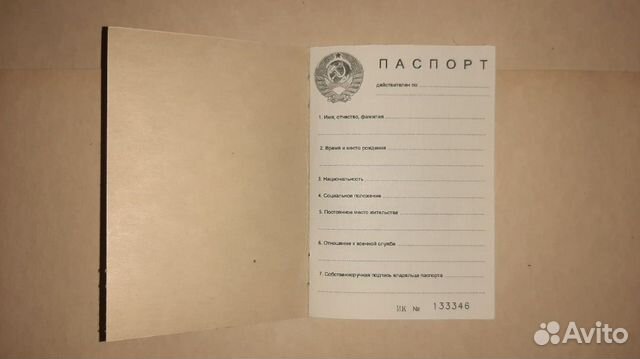 ПАСПОРТ
действителен по
1. Имя, отчество, фамилия
2. Время и место рождения
3. Национальность
4. Социальное положение
5. Постоянное место жительства
6. Отношение к военной службе
7. Собственноручная подпись владельца паспорта
ИК № 133346
Avito